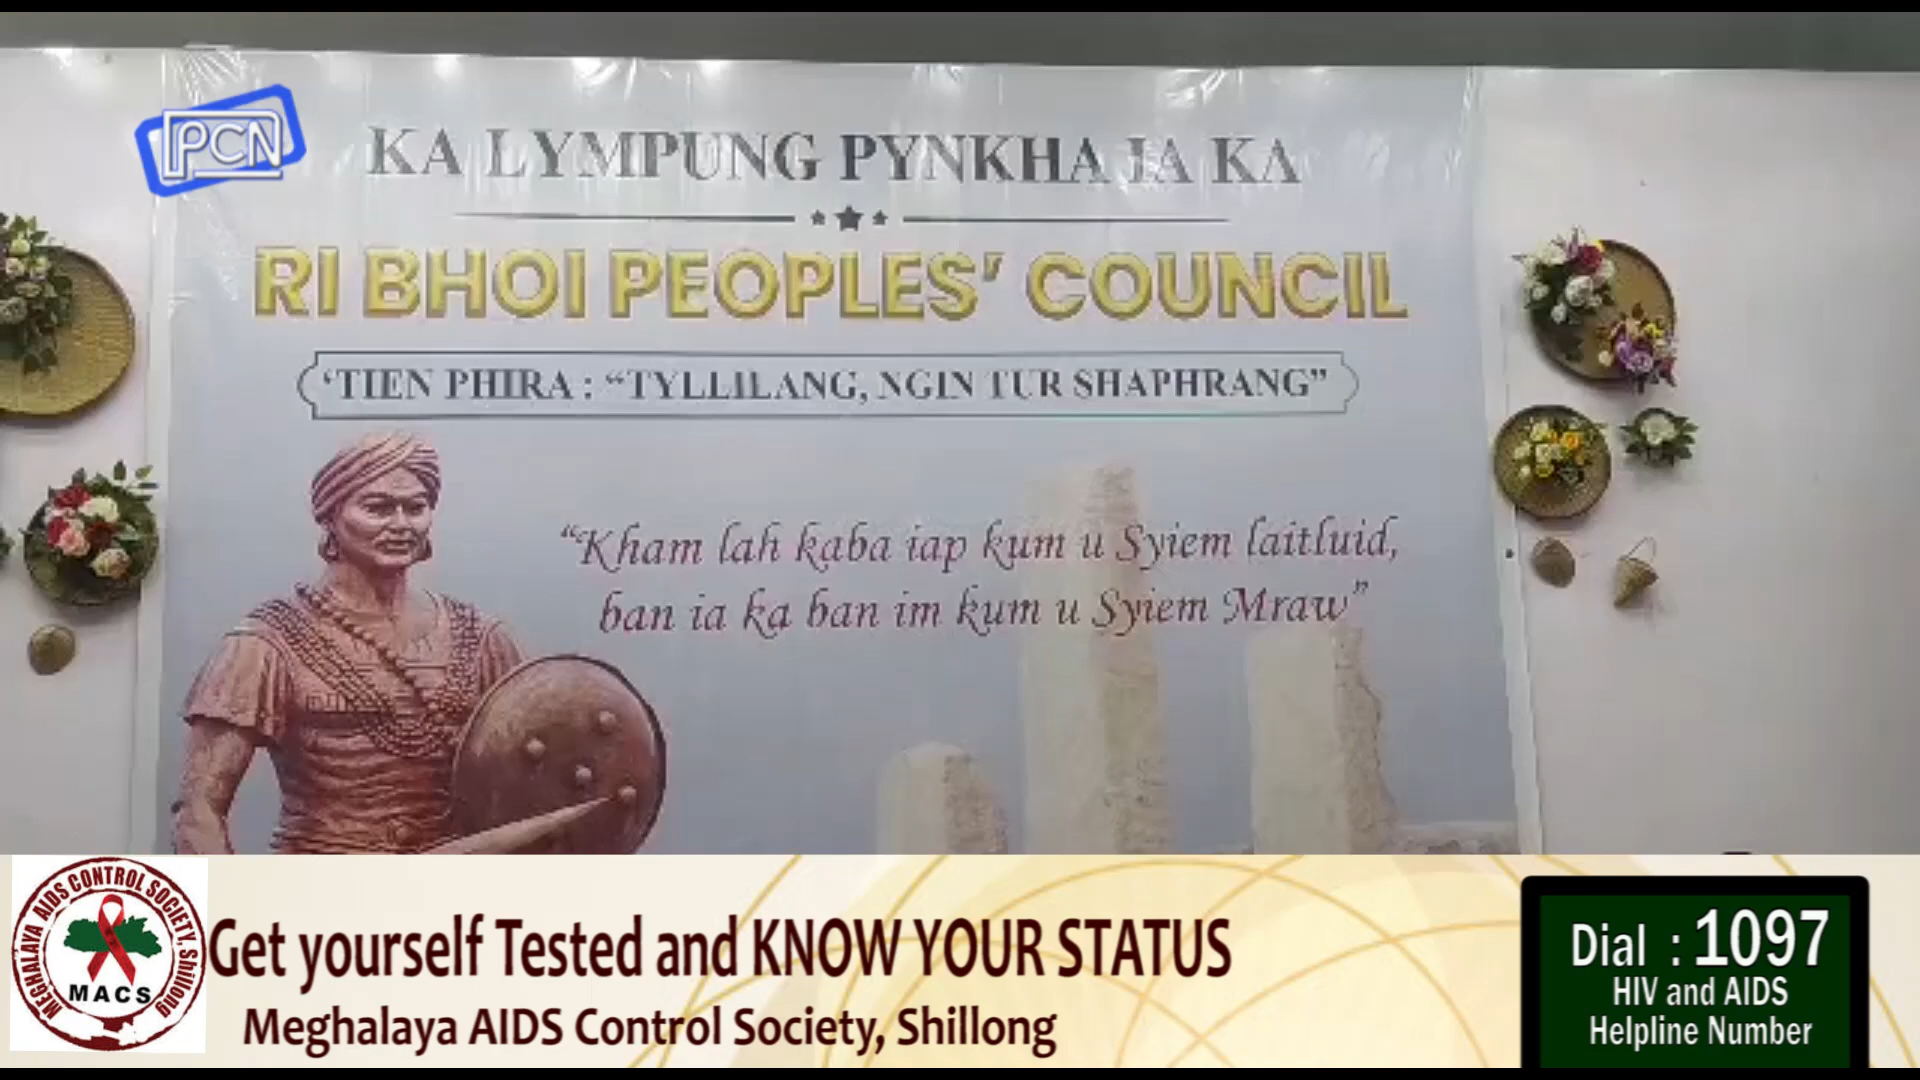 PCN
KA LYMPUNG PYNKHA IA KA
RI BHOI PEOPLES' COUNCIL
‘TIEN PHIRA : “TYLLILANG, NGIN TUR SHAPHRANG”
“Kham lah kaba iap kum u Syiem laitluid,
ban ia ka ban im kum u Syiem Mraw”
MEGHALAYA AIDS CONTROL SOCIETY, Shillong
MACS
Get yourself Tested and KNOW YOUR STATUS
Meghalaya AIDS Control Society, Shillong
Dial : 1097
HIV and AIDS
Helpline Number